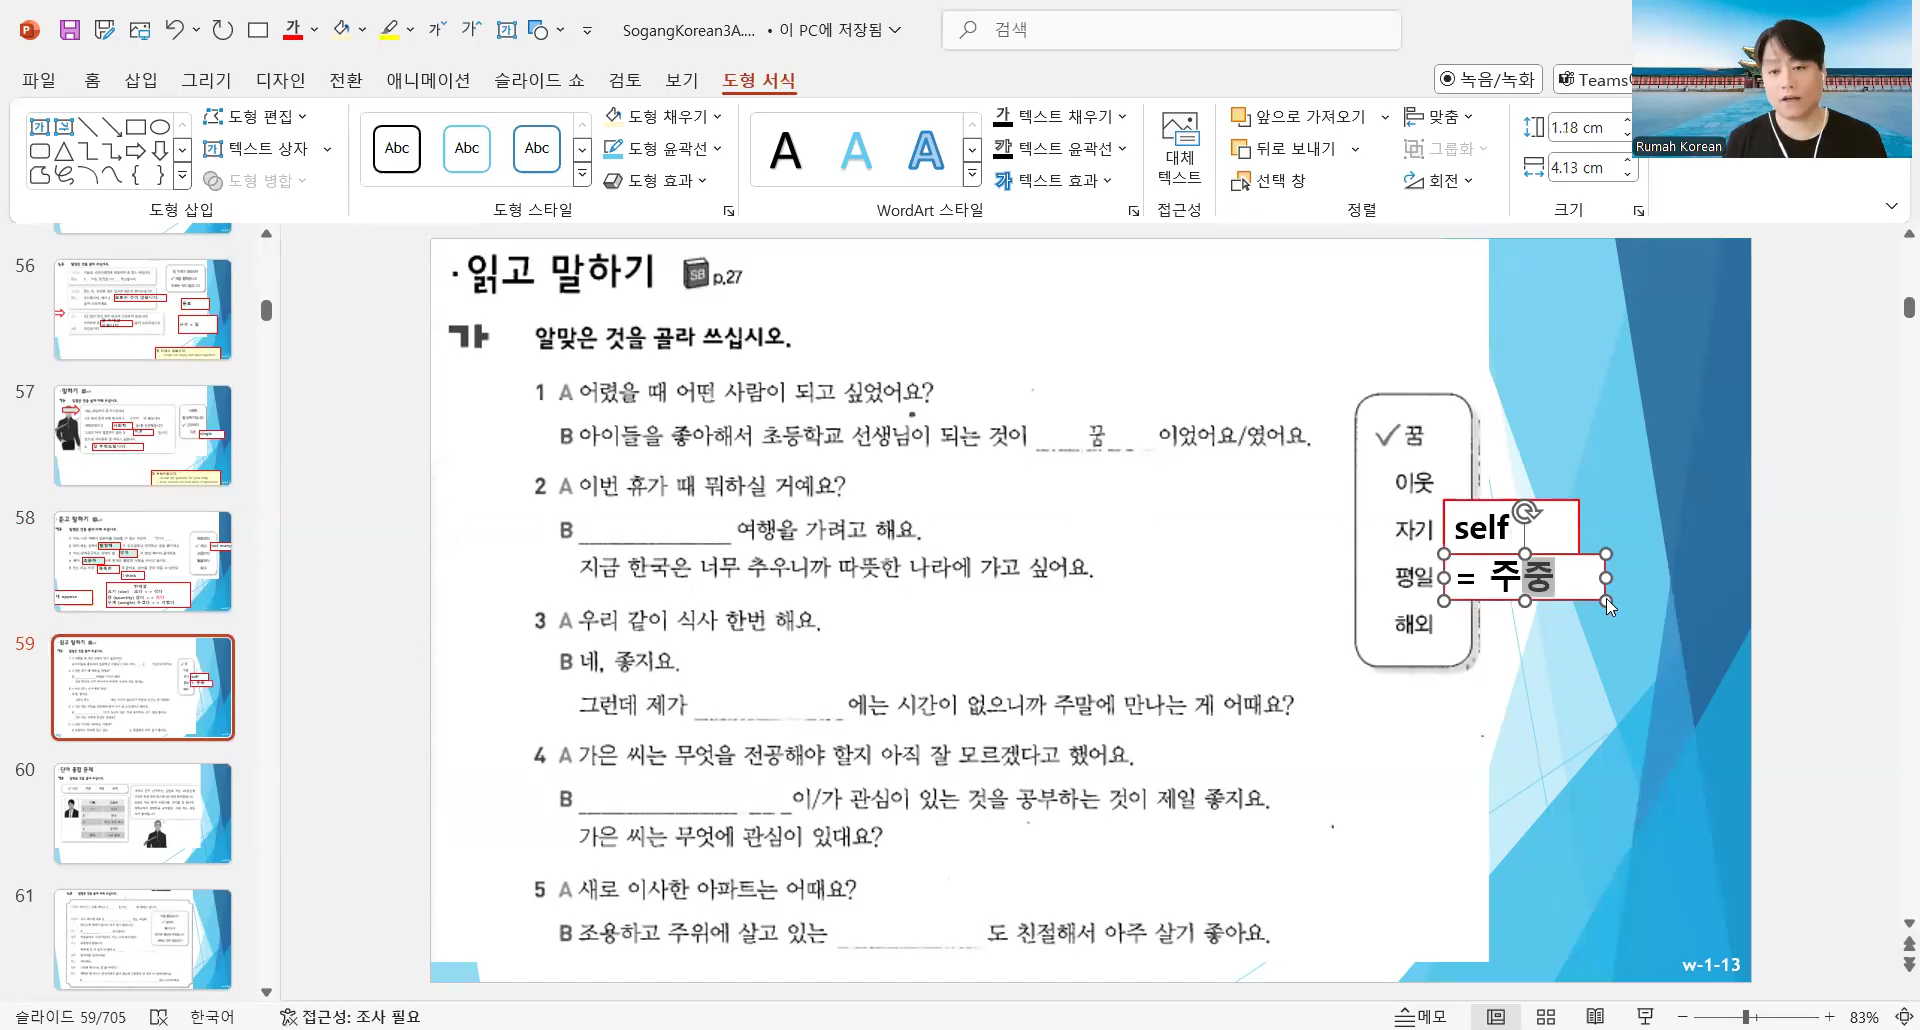 SogangKorean3A.... • 이 PC에 저장됨
검색
파일 홈 삽입 그리기 디자인 전환 애니메이션 슬라이드 쇼 검토 보기 도형 서식
녹음/녹화 Teams
Rumah Korean
도형 편집
텍스트 상자
도형 병합
도형 삽입
Abc Abc Abc
도형 채우기
도형 윤곽선
도형 효과
도형 스타일
A A A
텍스트 채우기
텍스트 윤곽선
텍스트 효과
WordArt 스타일
대체
텍스트
접근성
앞으로 가져오기
뒤로 보내기
선택 창
맞춤
그룹화
회전
정렬
1.18 cm
4.13 cm
크기
56
57
58
59
60
61
· 읽고 말하기 SB p.27
가 알맞은 것을 골라 쓰십시오.
1 A 어렸을 때 어떤 사람이 되고 싶었어요?
B 아이들을 좋아해서 초등학교 선생님이 되는 것이 꿈 이었어요/였어요.
2 A 이번 휴가 때 뭐하실 거예요?
B ____ 여행을 가려고 해요.
지금 한국은 너무 추우니까 따뜻한 나라에 가고 싶어요.
3 A 우리 같이 식사 한번 해요.
B 네, 좋지요.
그런데 제가 ____ 에는 시간이 없으니까 주말에 만나는 게 어때요?
4 A 가은 씨는 무엇을 전공해야 할지 아직 잘 모르겠다고 했어요.
B ____ 이/가 관심이 있는 것을 공부하는 것이 제일 좋지요.
가은 씨는 무엇에 관심이 있대요?
5 A 새로 이사한 아파트는 어때요?
B 조용하고 주위에 살고 있는 ____ 도 친절해서 아주 살기 좋아요.
✓ 꿈
이웃
자기 self
평일 = 주중
해외
w-1-13
슬라이드 59/705 한국어 접근성: 조사 필요
메모 83%